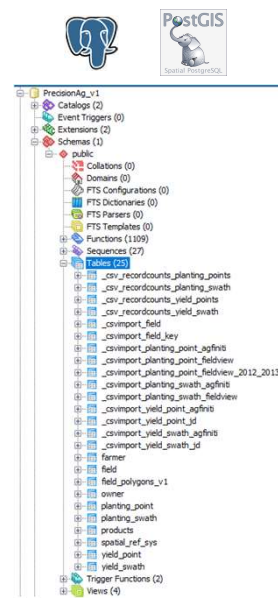 PostGIS
Spatial PostgreSQL
PrecisionAg_v1
Catalogs (2)
Event Triggers (0)
Extensions (2)
Schemas (1)
public
Collations (0)
Domains (0)
FTS Configurations (0)
FTS Dictionaries (0)
FTS Parsers (0)
FTS Templates (0)
Functions (1109)
Sequences (27)
Tables (25)
_csv_recordcounts_planting_points
_csv_recordcounts_planting_swath
_csv_recordcounts_yield_points
_csv_recordcounts_yield_swath
_csvimport_field
_csvimport_field_key
_csvimport_planting_point_agfiniti
_csvimport_planting_point_fieldview
_csvimport_planting_point_fieldview_2012_2013
_csvimport_planting_swath_agfiniti
_csvimport_planting_swath_fieldview
_csvimport_yield_point_agfiniti
_csvimport_yield_point_jd
_csvimport_yield_swath_agfiniti
_csvimport_yield_swath_jd
farmer
field
field_polygons_v1
owner
planting_point
planting_swath
products
spatial_ref_sys
yield_point
yield_swath
Trigger Functions (2)
Views (4)